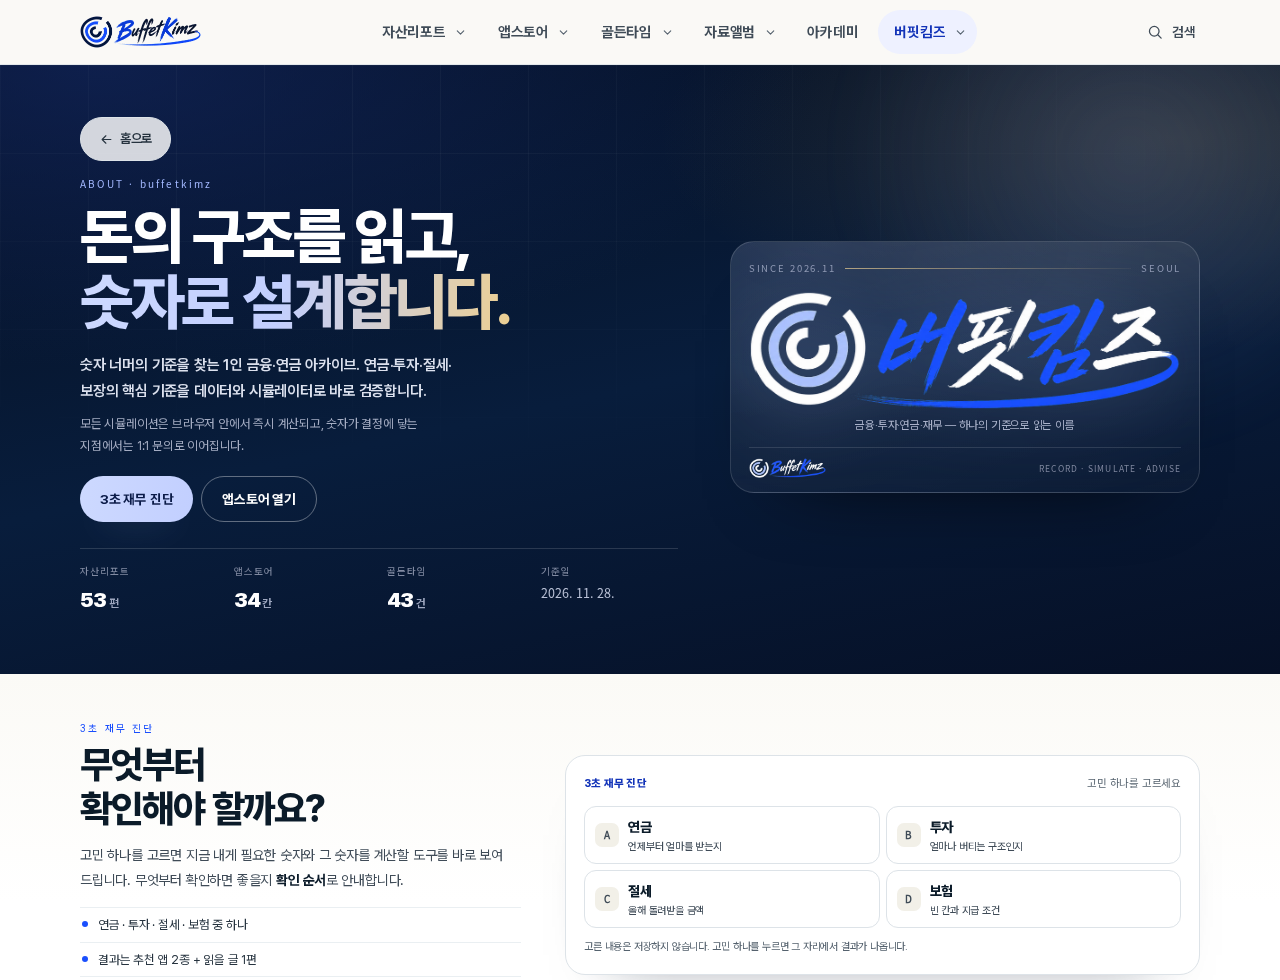 BuffetKimz
자산리포트
앱스토어
골든타임
자료앨범
아카데미
버핏킴즈
검색
← 홈으로
ABOUT · buffetkimz
돈의 구조를 읽고,
숫자로 설계합니다.
숫자 너머의 기준을 찾는 1인 금융·연금 아카이브. 연금·투자·절세·
보장의 핵심 기준을 데이터와 시뮬레이터로 바로 검증합니다.
모든 시뮬레이션은 브라우저 안에서 즉시 계산되고, 숫자가 결정에 닿는
지점에서는 1:1 문의로 이어집니다.
3초 재무 진단
앱스토어 열기
자산리포트
53 편
앱스토어
34 칸
골든타임
43 건
기준일
2026. 11. 28.
SINCE 2026.11
SEOUL
버핏킴즈
금융·투자·연금·재무 — 하나의 기준으로 읽는 이름
BuffetKimz
RECORD · SIMULATE · ADVISE
3초 재무 진단
무엇부터
확인해야 할까요?
고민 하나를 고르면 지금 내게 필요한 숫자와 그 숫자를 계산할 도구를 바로 보여
드립니다. 무엇부터 확인하면 좋을지 확인 순서로 안내합니다.
연금 · 투자 · 절세 · 보험 중 하나
결과는 추천 앱 2종 + 읽을 글 1편
3초 재무 진단
고민 하나를 고르세요
A
연금
언제부터 얼마를 받는지
B
투자
얼마나 버티는 구조인지
C
절세
올해 돌려받을 금액
D
보험
빈 칸과 지급 조건
고른 내용은 저장하지 않습니다. 고민 하나를 누르면 그 자리에서 결과가 나옵니다.